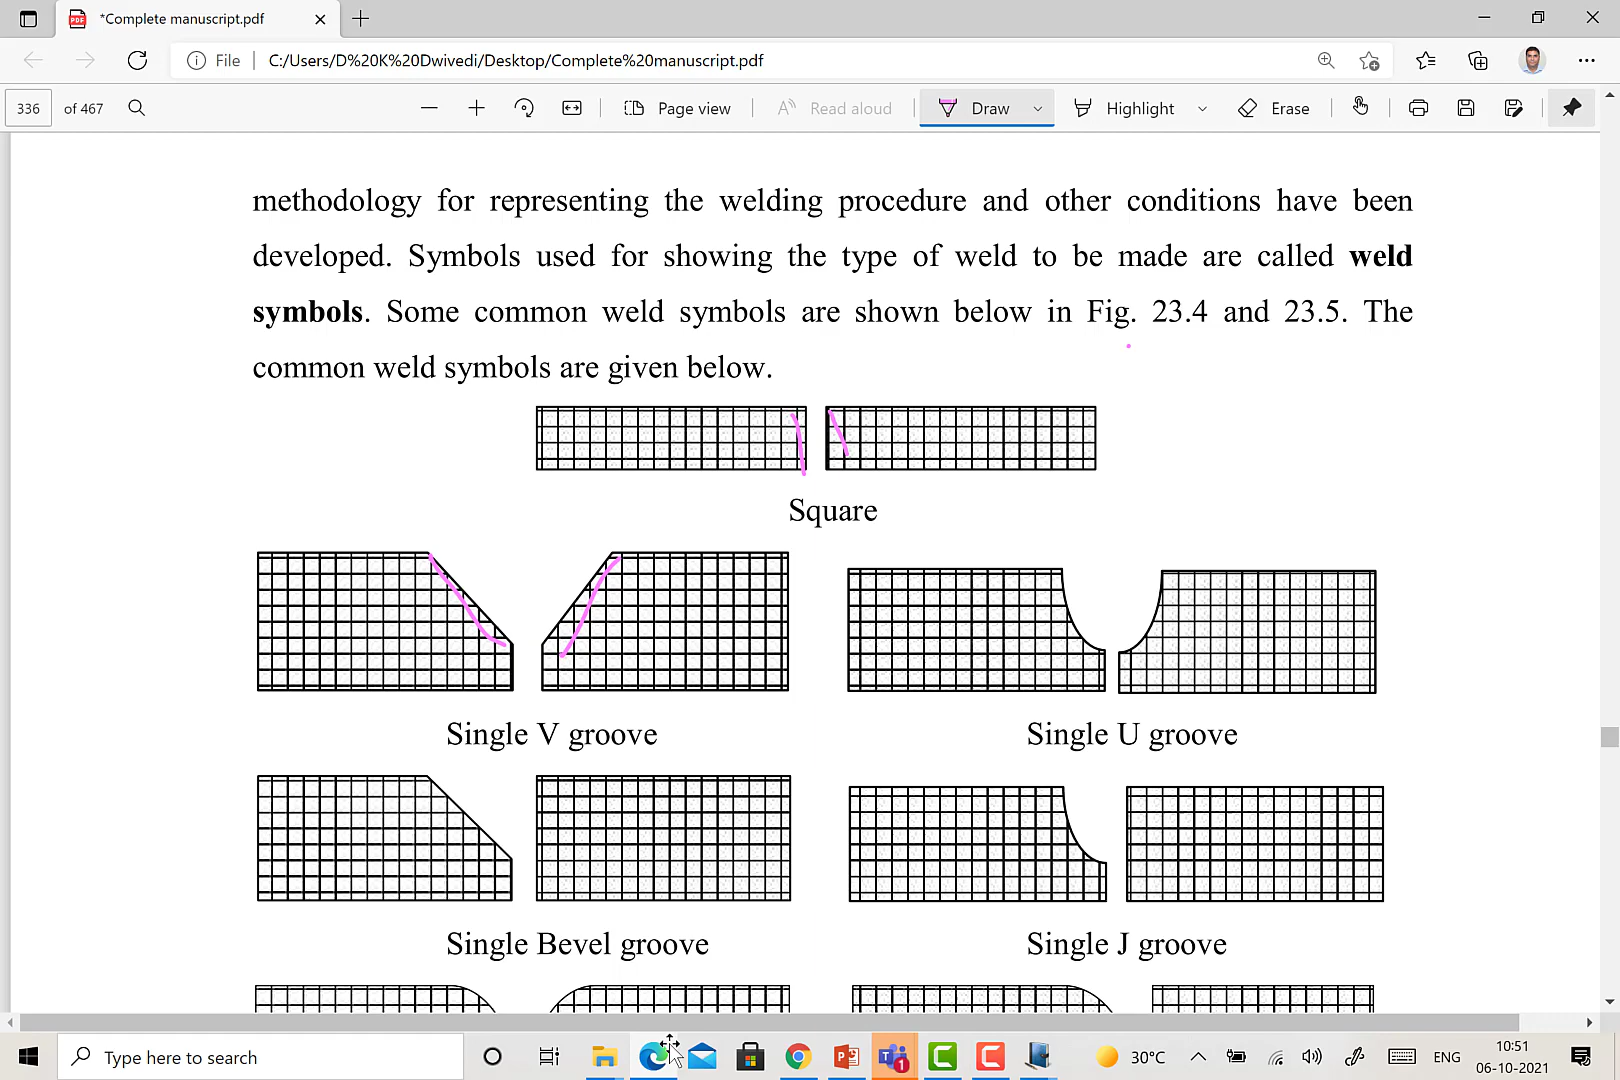 *Complete manuscript.pdf
File
C:/Users/D%20K%20Dwivedi/Desktop/Complete%20manuscript.pdf
336 of 467
Page view
Read aloud
Draw
Highlight
Erase
methodology for representing the welding procedure and other conditions have been
developed. Symbols used for showing the type of weld to be made are called weld
symbols. Some common weld symbols are shown below in Fig. 23.4 and 23.5. The
common weld symbols are given below.
Square
Single V groove
Single U groove
Single Bevel groove
Single J groove
Type here to search
1
30°C
ENG
10:51
06-10-2021